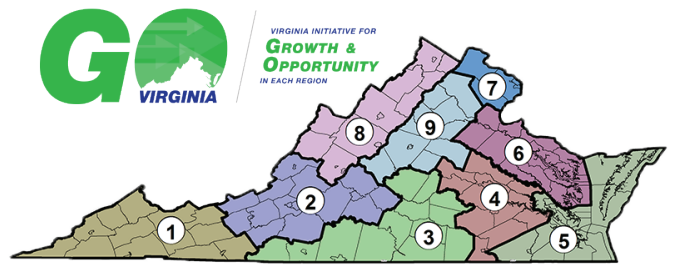 GO
VIRGINIA
VIRGINIA INITIATIVE FOR
GROWTH &
OPPORTUNITY
IN EACH REGION
7
8
9
6
2
4
1
3
5